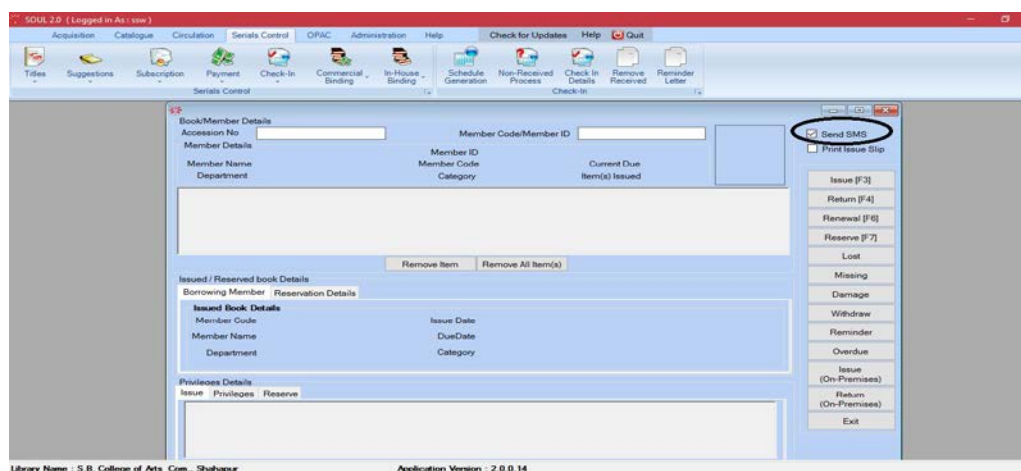 SOUL 2.0 ( Logged in As : ssw )
Acquisition Catalogue Circulation Serials Control OPAC Administration Help Check for Updates Help Quit
Titles Suggestions Subscription Payment Check-In Commercial Binding In-House Binding Schedule Generation Non-Received Process Check In Details Remove Received Reminder Letter
Serials Control Check-In
Book/Member Details
Accession No Member Code/Member ID
Send SMS
Print Issue Slip
Member Details Member ID
Member Name Member Code Current Due
Department Category Item(s) Issued
Issue [F3]
Return [F4]
Renewal [F6]
Reserve [F7]
Lost
Missing
Damage
Withdraw
Reminder
Overdue
Issue
(On-Premises)
Return
(On-Premises)
Exit
Remove Item Remove All Item(s)
Issued / Reserved book Details
Borrowing Member Reservation Details
Issued Book Details
Member Code Issue Date
Member Name DueDate
Department Category
Privileges Details
Issue Privileges Reserve
Library Name : S.B. College of Arts, Com., Shahapur Application Version : 2.0.0.14